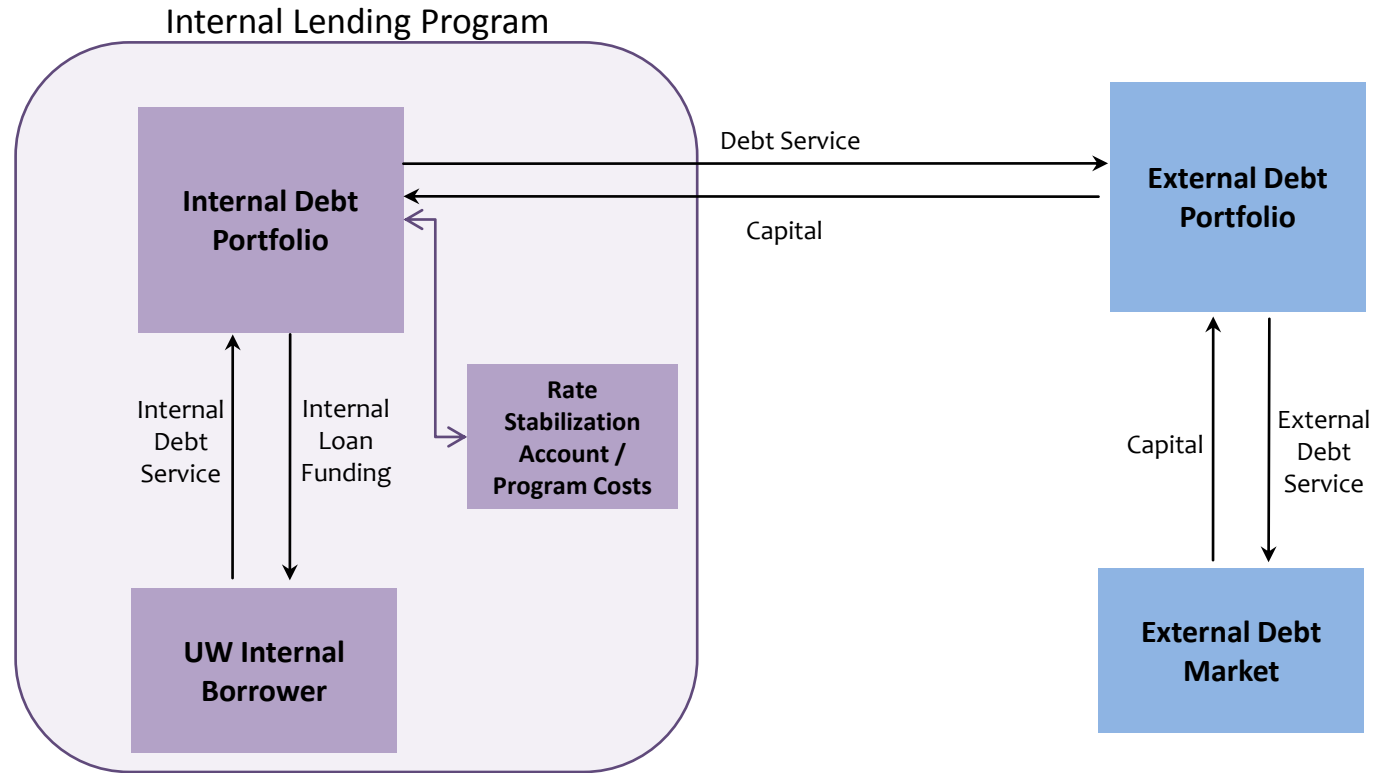 Internal Lending Program
Internal Debt
Portfolio
Debt Service
Capital
External Debt
Portfolio
Internal
Debt
Service
Internal
Loan
Funding
Rate
Stabilization
Account /
Program Costs
Capital
External
Debt
Service
UW Internal
Borrower
External Debt
Market